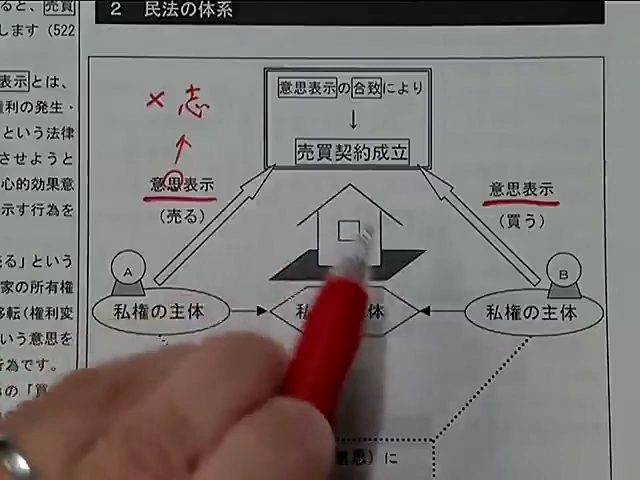 2 民法の体系
ると、売買
します(522
表示とは、
権利の発生・
という法律
させようと
心的効果意
示す行為を
る」という
家の所有権
移転(権利変
いう意思を
行為です。
の「買
× 志
意思表示の合致により
↓
売買契約成立
意思表示
(売る)
意思表示
(買う)
A
B
私権の主体
体
私権の主体
思)に